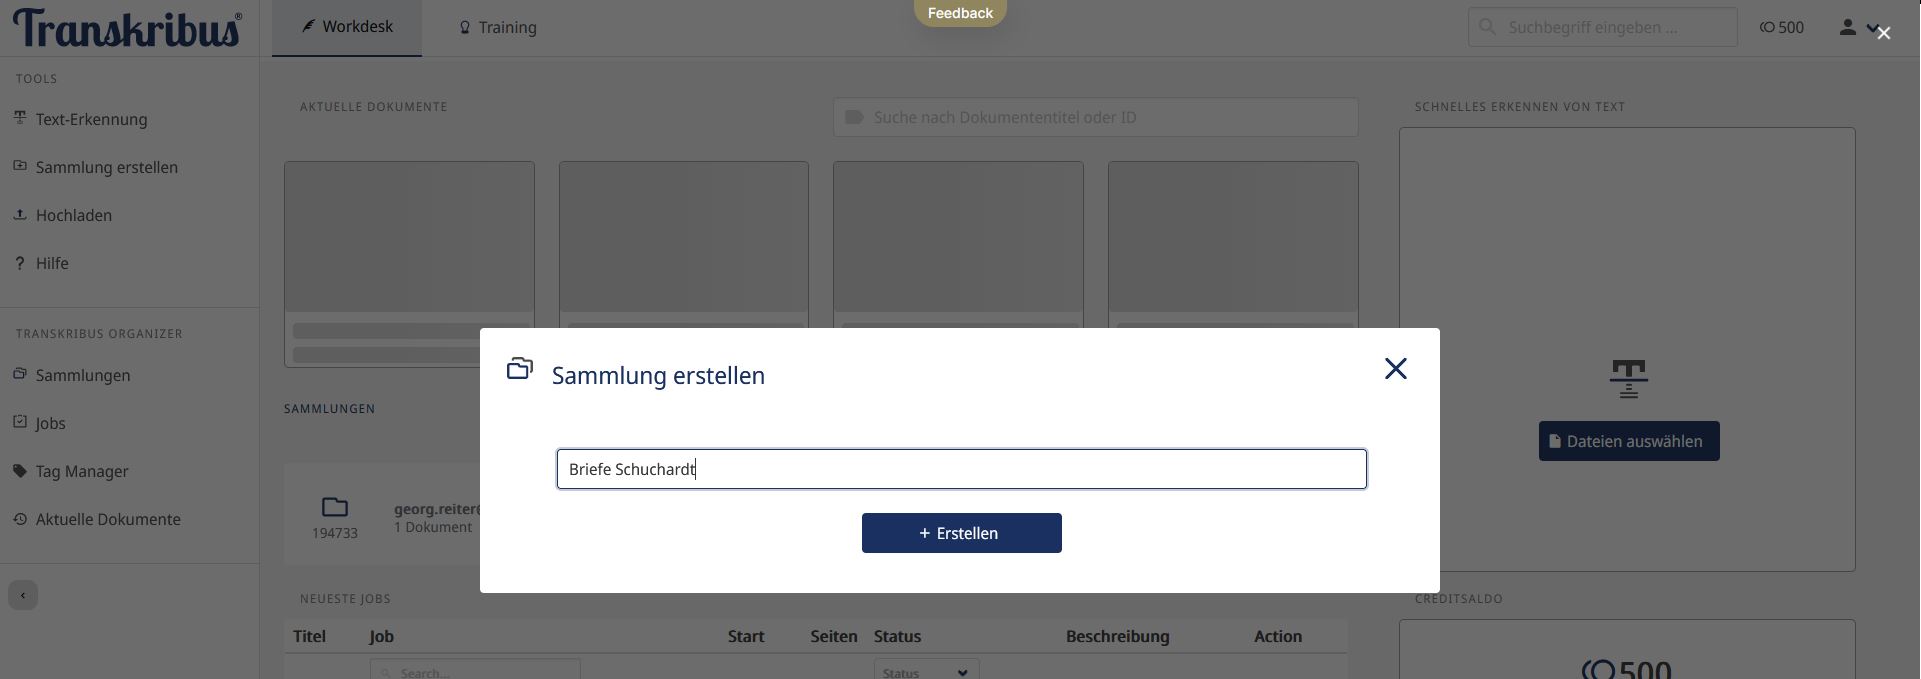 Transkribus®
Workdesk
Training
Feedback
Suchbegriff eingeben ...
500
TOOLS
Text-Erkennung
Sammlung erstellen
Hochladen
? Hilfe
TRANSKRIBUS ORGANIZER
Sammlungen
Jobs
Tag Manager
Aktuelle Dokumente
AKTUELLE DOKUMENTE
Suche nach Dokumententitel oder ID
SCHNELLES ERKENNEN VON TEXT
Dateien auswählen
SAMMLUNGEN
194733
georg.reiter
1 Dokument
Sammlung erstellen
Briefe Schuchardt
+ Erstellen
NEUESTE JOBS
Titel Job Start Seiten Status Beschreibung Action
Search... Status
CREDITSALDO
500